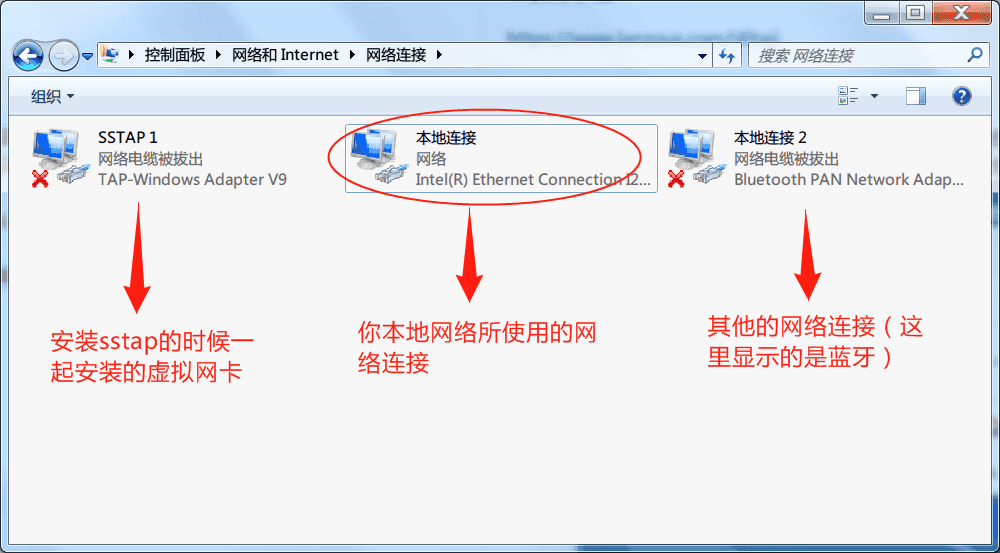 控制面板 网络和 Internet 网络连接
搜索 网络连接
组织
SSTAP 1
网络电缆被拔出
TAP-Windows Adapter V9
本地连接
网络
Intel(R) Ethernet Connection I2...
本地连接 2
网络电缆被拔出
Bluetooth PAN Network Adap...
安装sstap的时候一
起安装的虚拟网卡
你本地网络所使用的网
络连接
其他的网络连接（这
里显示的是蓝牙）